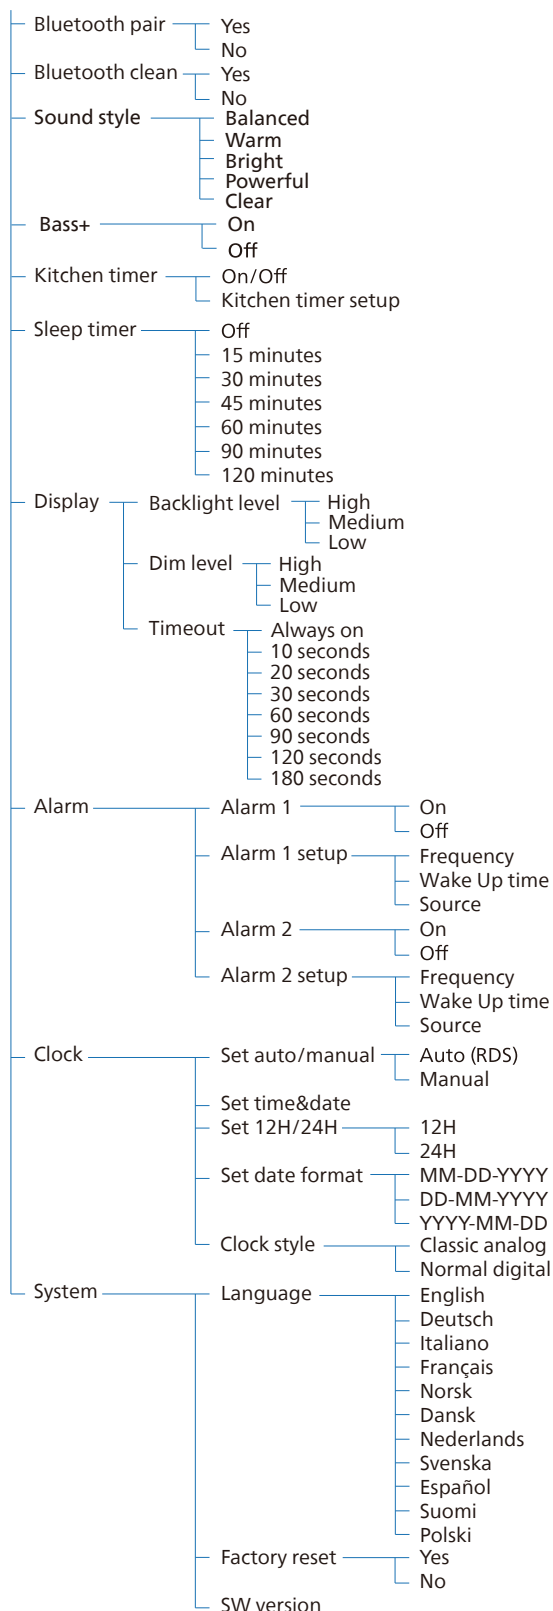 Bluetooth pair Yes
No
Bluetooth clean Yes
No
Sound style Balanced
Warm
Bright
Powerful
Clear
Bass+ On
Off
Kitchen timer On/Off
Kitchen timer setup
Sleep timer Off
15 minutes
30 minutes
45 minutes
60 minutes
90 minutes
120 minutes
Display Backlight level High
Medium
Low
Dim level High
Medium
Low
Timeout Always on
10 seconds
20 seconds
30 seconds
60 seconds
90 seconds
120 seconds
180 seconds
Alarm Alarm 1 On
Off
Alarm 1 setup Frequency
Wake Up time
Source
Alarm 2 On
Off
Alarm 2 setup Frequency
Wake Up time
Source
Clock Set auto/manual Auto (RDS)
Manual
Set time&date
Set 12H/24H 12H
24H
Set date format MM-DD-YYYY
DD-MM-YYYY
YYYY-MM-DD
Clock style Classic analog
Normal digital
System Language English
Deutsch
Italiano
Français
Norsk
Dansk
Nederlands
Svenska
Español
Suomi
Polski
Factory reset Yes
No
SW version